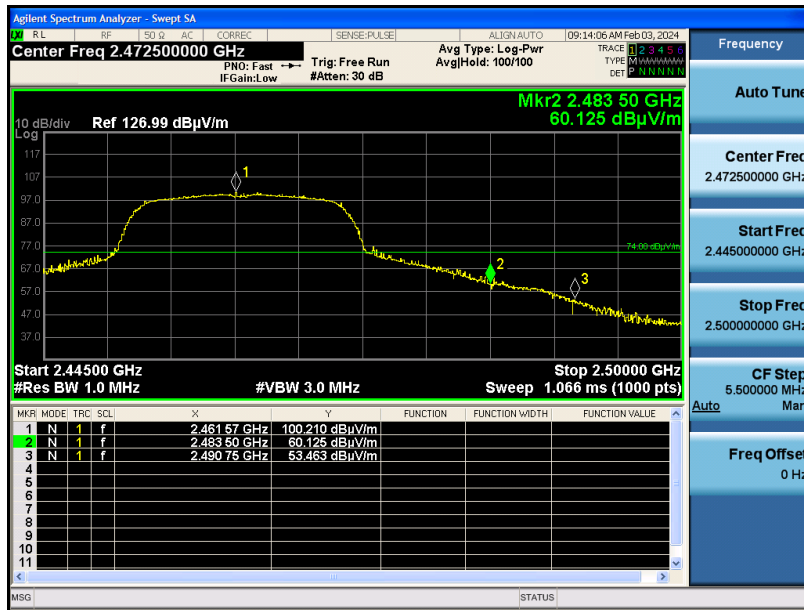 Agilent Spectrum Analyzer - Swept SA
LXI RL RF 50 Ω AC CORREC SENSE:PULSE ALIGN AUTO 09:14:06 AM Feb 03, 2024
Center Freq 2.472500000 GHz
PNO: Fast
IFGain:Low
Trig: Free Run
#Atten: 30 dB
Avg Type: Log-Pwr
Avg|Hold: 100/100
TRACE 1 2 3 4 5 6
TYPE M
DET P N N N N N
Mkr2 2.483 50 GHz
60.125 dBµV/m
10 dB/div Ref 126.99 dBµV/m
Log
117
107
97.0
87.0
77.0
67.0
57.0
47.0
37.0
1
74.00 dBµV/m
2
3
Start 2.44500 GHz Stop 2.50000 GHz
#Res BW 1.0 MHz #VBW 3.0 MHz Sweep 1.066 ms (1000 pts)
MKR MODE TRC SCL X Y FUNCTION FUNCTION WIDTH FUNCTION VALUE
1 N 1 f 2.461 57 GHz 100.210 dBµV/m
2 N 1 f 2.483 50 GHz 60.125 dBµV/m
3 N 1 f 2.490 75 GHz 53.463 dBµV/m
4
5
6
7
8
9
10
11
MSG STATUS
Frequency
Auto Tune
Center Freq
2.472500000 GHz
Start Freq
2.445000000 GHz
Stop Freq
2.500000000 GHz
CF Step
5.500000 MHz
Auto Man
Freq Offset
0 Hz